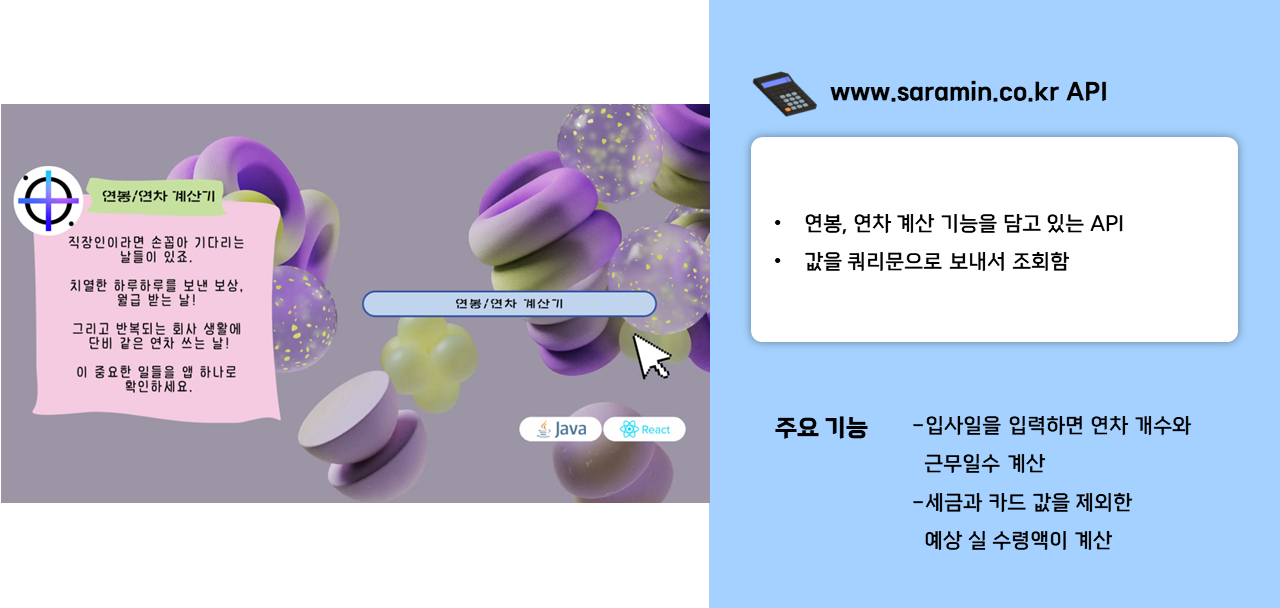 연봉/연차 계산기
직장인이라면 손꼽아 기다리는
날들이 있죠.
치열한 하루하루를 보낸 보상,
월급 받는 날!
그리고 반복되는 회사 생활에
단비 같은 연차 쓰는 날!
이 중요한 일들을 앱 하나로
확인하세요.
연봉/연차 계산기
Java
React
www.saramin.co.kr API
• 연봉, 연차 계산 기능을 담고 있는 API
• 값을 쿼리문으로 보내서 조회함
주요 기능
-입사일을 입력하면 연차 개수와
근무일수 계산
-세금과 카드 값을 제외한
예상 실 수령액이 계산